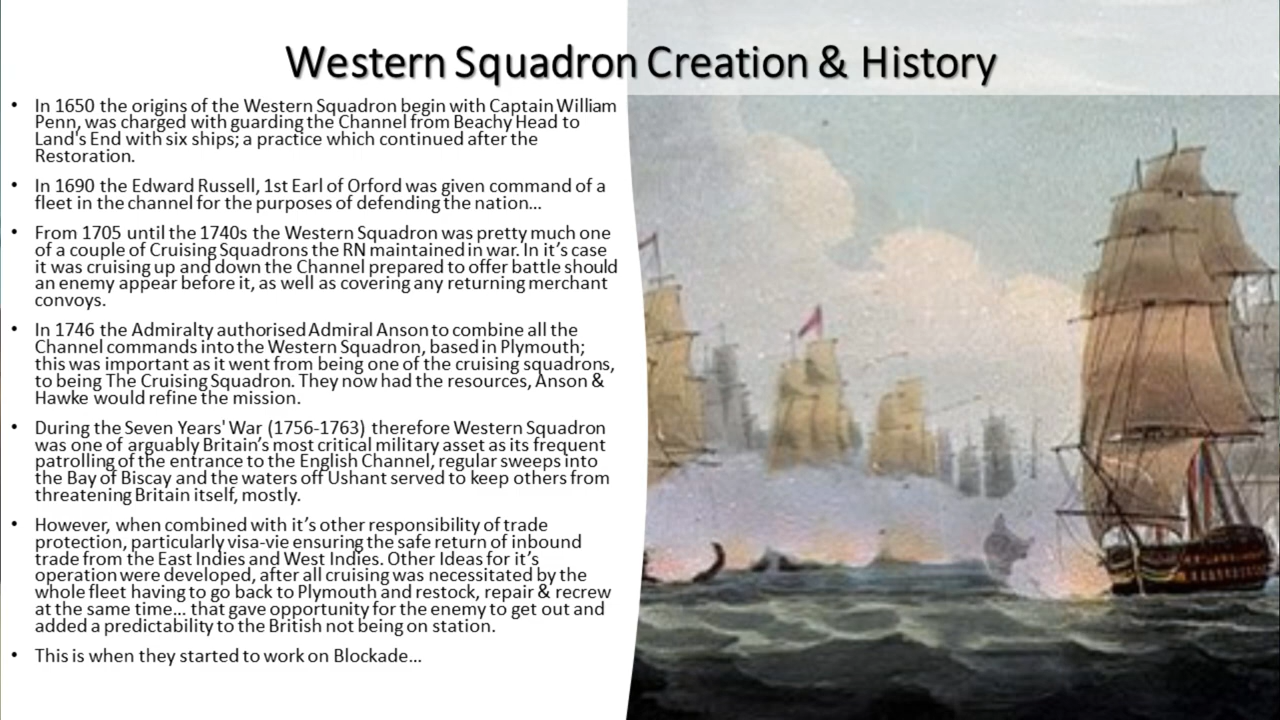 Western Squadron Creation & History
• In 1650 the origins of the Western Squadron begin with Captain William
Penn, was charged with guarding the Channel from Beachy Head to
Land's End with six ships; a practice which continued after the
Restoration.
• In 1690 the Edward Russell, 1st Earl of Orford was given command of a
fleet in the channel for the purposes of defending the nation…
• From 1705 until the 1740s the Western Squadron was pretty much one
of a couple of Cruising Squadrons the RN maintained in war. In it’s case
it was cruising up and down the Channel prepared to offer battle should
an enemy appear before it, as well as covering any returning merchant
convoys.
• In 1746 the Admiralty authorised Admiral Anson to combine all the
Channel commands into the Western Squadron, based in Plymouth;
this was important as it went from being one of the cruising squadrons,
to being The Cruising Squadron. They now had the resources, Anson &
Hawke would refine the mission.
• During the Seven Years' War (1756-1763) therefore Western Squadron
was one of arguably Britain’s most critical military asset as its frequent
patrolling of the entrance to the English Channel, regular sweeps into
the Bay of Biscay and the waters off Ushant served to keep others from
threatening Britain itself, mostly.
• However, when combined with it’s other responsibility of trade
protection, particularly visa-vie ensuring the safe return of inbound
trade from the East Indies and West Indies. Other Ideas for it’s
operation were developed, after all cruising was necessitated by the
whole fleet having to go back to Plymouth and restock, repair & recrew
at the same time… that gave opportunity for the enemy to get out and
added a predictability to the British not being on station.
• This is when they started to work on Blockade…